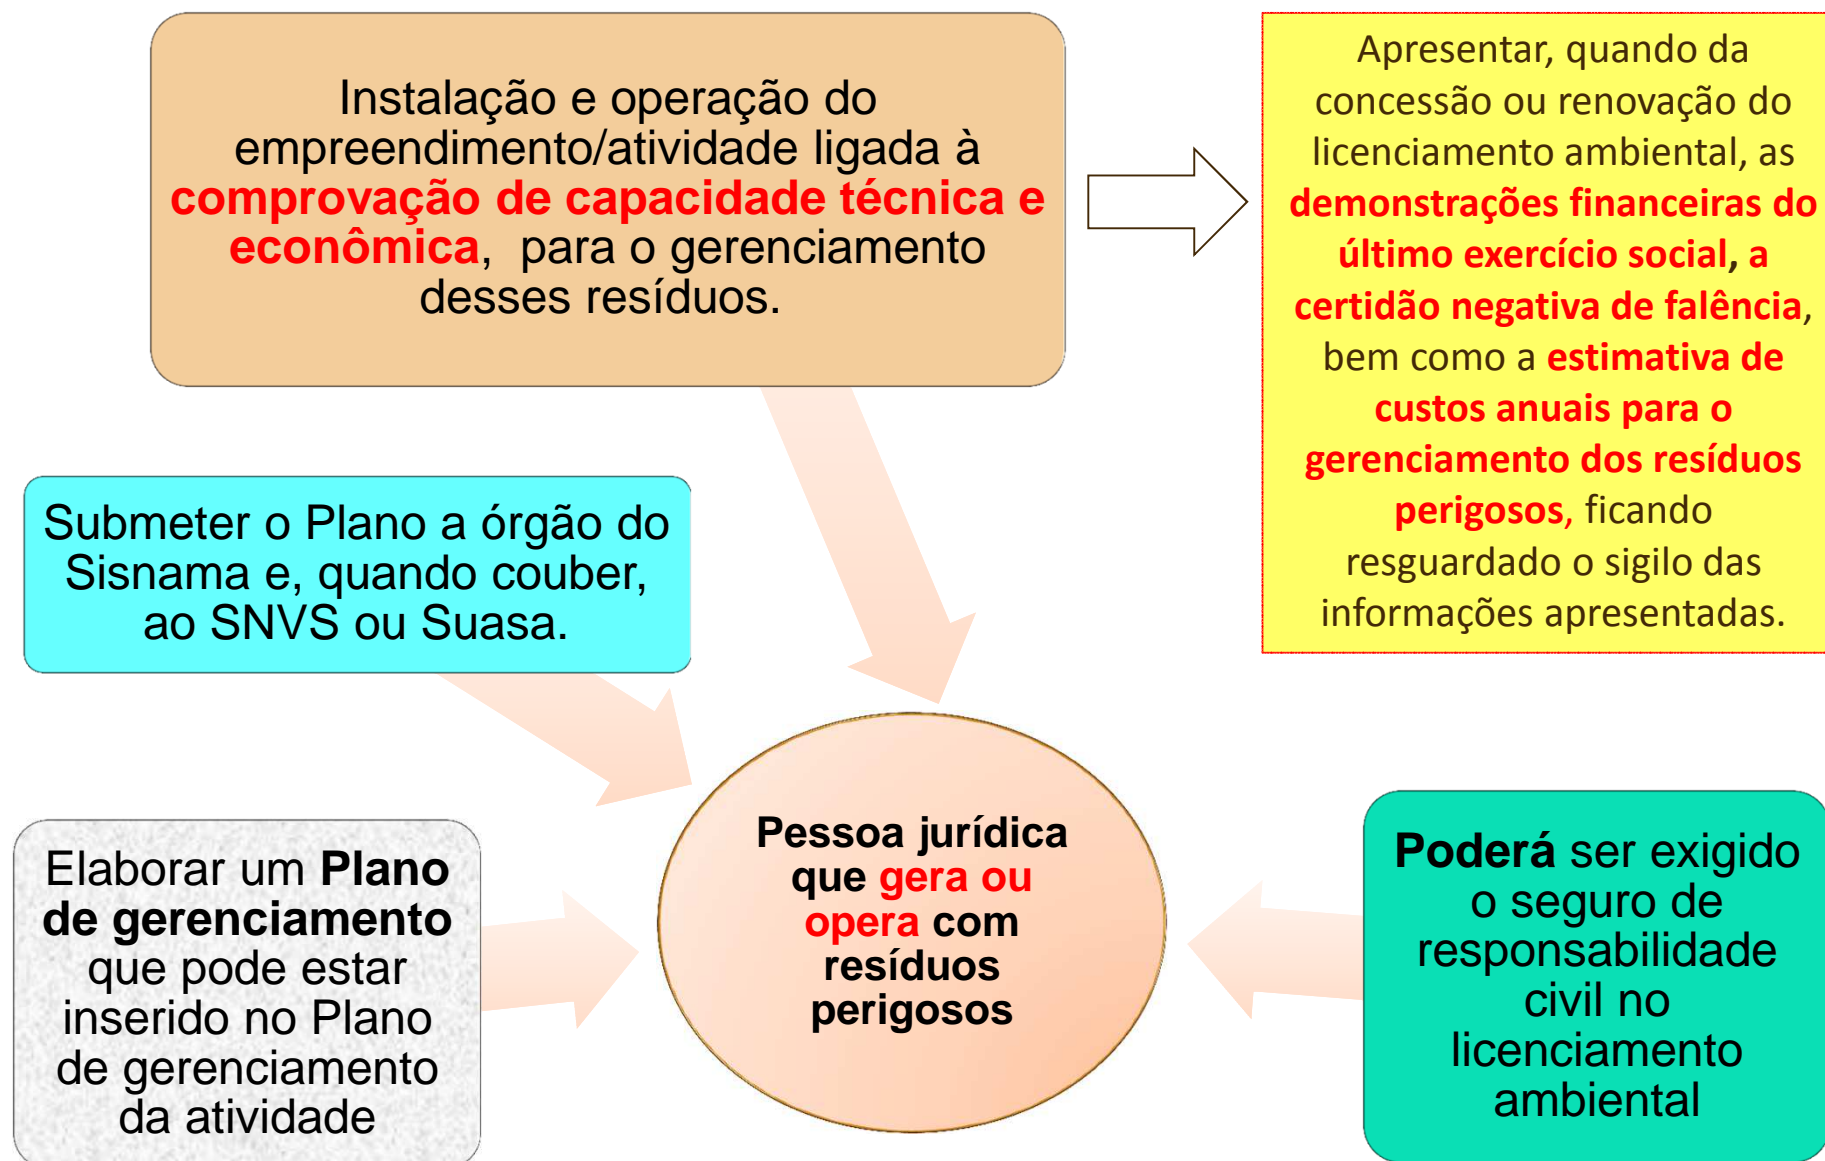 Instalação e operação do
empreendimento/atividade ligada à
comprovação de capacidade técnica e
econômica, para o gerenciamento
desses resíduos.
Apresentar, quando da
concessão ou renovação do
licenciamento ambiental, as
demonstrações financeiras do
último exercício social, a
certidão negativa de falência,
bem como a estimativa de
custos anuais para o
gerenciamento dos resíduos
perigosos, ficando
resguardado o sigilo das
informações apresentadas.
Submeter o Plano a órgão do
Sisnama e, quando couber,
ao SNVS ou Suasa.
Elaborar um Plano
de gerenciamento
que pode estar
inserido no Plano
de gerenciamento
da atividade
Pessoa jurídica
que gera ou
opera com
resíduos
perigosos
Poderá ser exigido
o seguro de
responsabilidade
civil no
licenciamento
ambiental